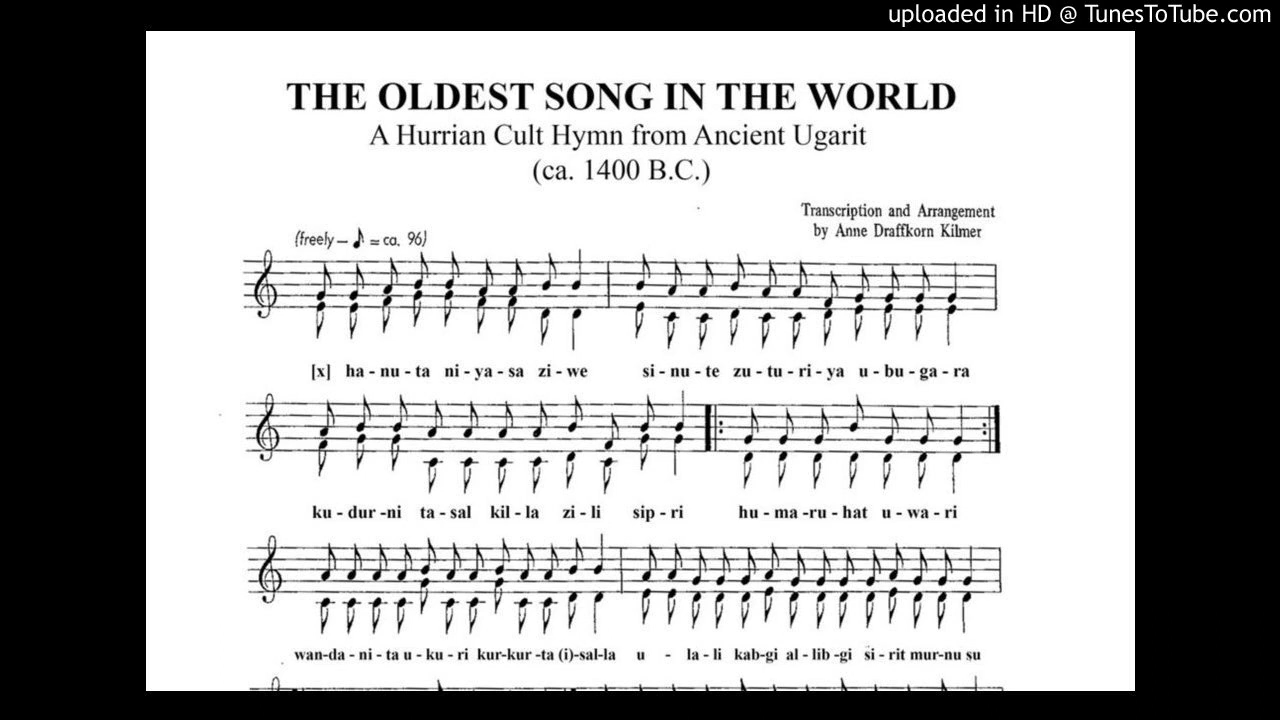 uploaded in HD @ TunesToTube.com
THE OLDEST SONG IN THE WORLD
A Hurrian Cult Hymn from Ancient Ugarit
(ca. 1400 B.C.)
Transcription and Arrangement
by Anne Draffkorn Kilmer
(freely – ♪ = ca. 96)
[x] ha - nu - ta ni - ya - sa zi - we si - nu - te zu - tu - ri - ya u - bu - ga - ra
ku - dur - ni ta - sal kil - la zi - li sip - ri hu - ma - ru - hat u - wa - ri
wan-da - ni - ta u - ku - ri kur-kur -ta (i)-sal-la u - la - li kab-gi al - lib -gi si - rit mur-nu su